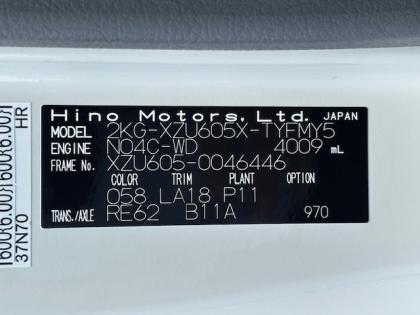 Hino Motors, Ltd. JAPAN
MODEL 2KG-XZU605X-TYFMY5
ENGINE N04C-WD 4009 mL
FRAME No. XZU605-0046446
COLOR TRIM PLANT OPTION
058 LA18 P11
TRANS./AXLE RE62 B11A 970
HR
37N70